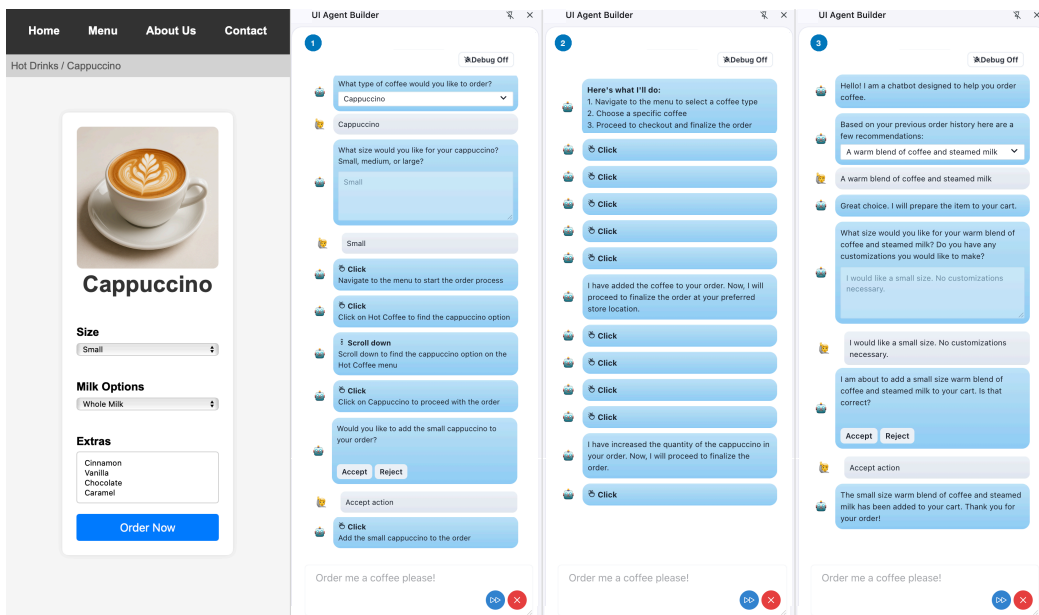 Home Menu About Us Contact
Hot Drinks / Cappuccino
Cappuccino
Size
Small
Milk Options
Whole Milk
Extras
Cinnamon
Vanilla
Chocolate
Caramel
Order Now
UI Agent Builder
1
Debug Off
What type of coffee would you like to order?
Cappuccino
Cappuccino
What size would you like for your cappuccino?
Small, medium, or large?
Small
Small
Click
Navigate to the menu to start the order process
Click
Click on Hot Coffee to find the cappuccino option
Scroll down
Scroll down to find the cappuccino option on the
Hot Coffee menu
Click
Click on Cappuccino to proceed with the order
Would you like to add the small cappuccino to
your order?
Accept Reject
Accept action
Click
Add the small cappuccino to the order
Order me a coffee please!
UI Agent Builder
2
Debug Off
Here's what I'll do:
1. Navigate to the menu to select a coffee type
2. Choose a specific coffee
3. Proceed to checkout and finalize the order
Click
Click
Click
Click
Click
I have added the coffee to your order. Now, I will
proceed to finalize the order at your preferred
store location.
Click
Click
Click
Click
I have increased the quantity of the cappuccino in
your order. Now, I will proceed to finalize the
order.
Click
Order me a coffee please!
UI Agent Builder
3
Debug Off
Hello! I am a chatbot designed to help you order
coffee.
Based on your previous order history here are a
few recommendations:
A warm blend of coffee and steamed milk
A warm blend of coffee and steamed milk
Great choice. I will prepare the item to your cart.
What size would you like for your warm blend of
coffee and steamed milk? Do you have any
customizations you would like to make?
I would like a small size. No customizations
necessary.
I would like a small size. No customizations
necessary.
I am about to add a small size warm blend of
coffee and steamed milk to your cart. Is that
correct?
Accept Reject
Accept action
The small size warm blend of coffee and steamed
milk has been added to your cart. Thank you for
your order!
Order me a coffee please!